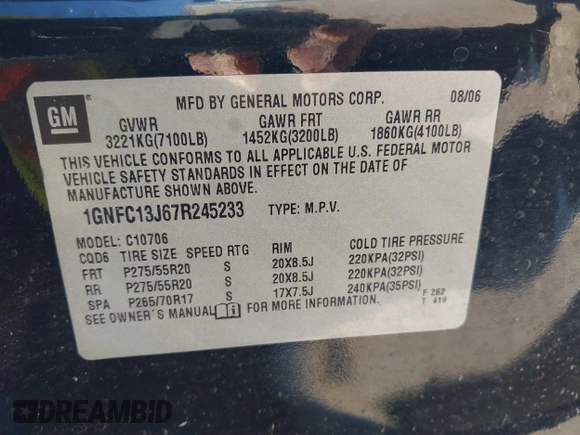 GM
MFD BY GENERAL MOTORS CORP. 08/06
GVWR GAWR FRT GAWR RR
3221KG(7100LB) 1452KG(3200LB) 1860KG(4100LB)
THIS VEHICLE CONFORMS TO ALL APPLICABLE U.S. FEDERAL MOTOR
VEHICLE SAFETY STANDARDS IN EFFECT ON THE DATE OF
MANUFACTURE SHOWN ABOVE.
1GNFC13J67R245233 TYPE: M.P.V.
MODEL: C10706
CQD6 TIRE SIZE SPEED RTG RIM COLD TIRE PRESSURE
FRT P275/55R20 S 20X8.5J 220KPA(32PSI)
RR P275/55R20 S 20X8.5J 220KPA(32PSI)
SPA P265/70R17 S 17X7.5J 240KPA(35PSI)
SEE OWNER'S MANUAL FOR MORE INFORMATION.
F 262
T 418
DREAMBID